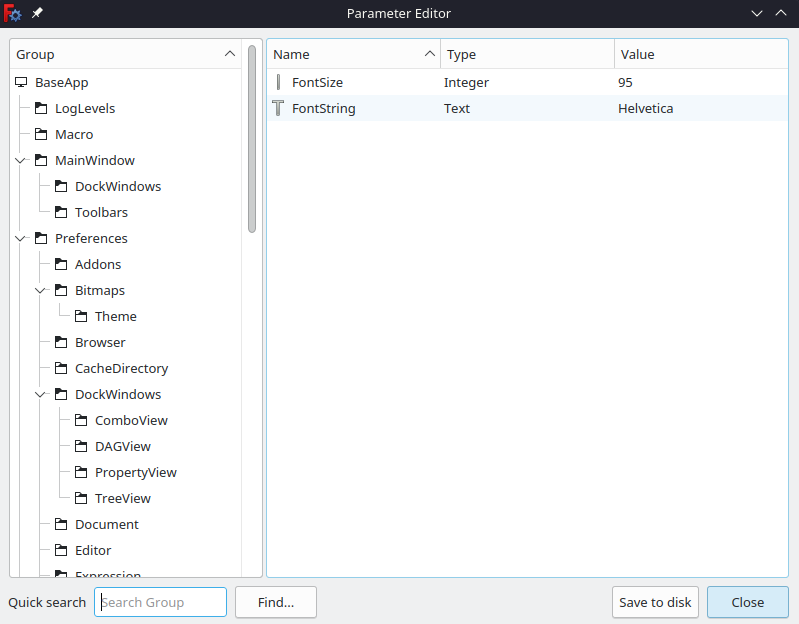 Parameter Editor
Group
Name Type Value
BaseApp
FontSize Integer 95
LogLevels
FontString Text Helvetica
Macro
MainWindow
DockWindows
Toolbars
Preferences
Addons
Bitmaps
Theme
Browser
CacheDirectory
DockWindows
ComboView
DAGView
PropertyView
TreeView
Document
Editor
Expression
Quick search Search Group Find... Save to disk Close